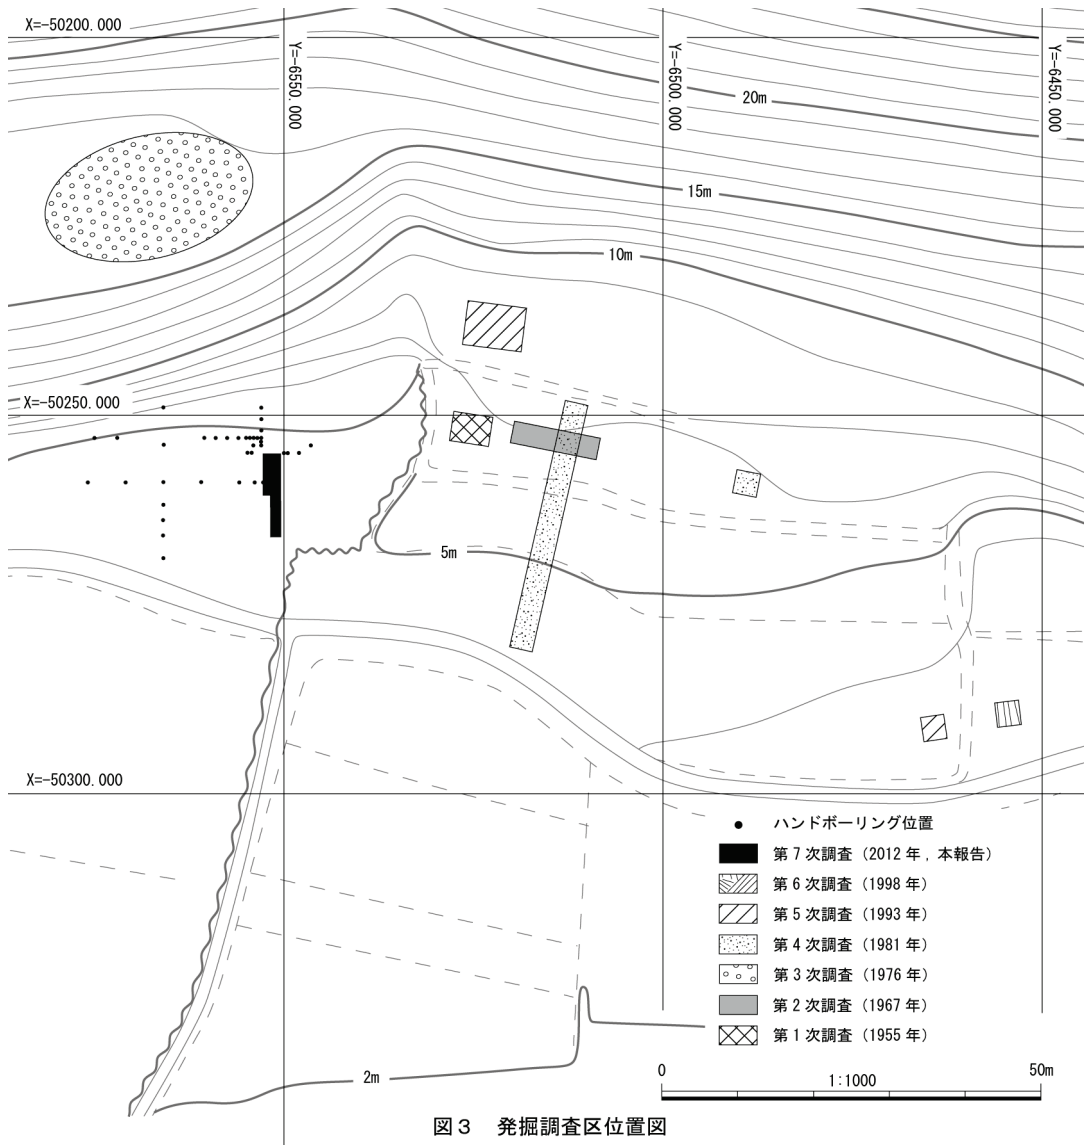 X=-50200.000
Y=-6550.000
Y=-6500.000
Y=-6450.000
20m
15m
10m
X=-50250.000
5m
X=-50300.000
ハンドボーリング位置
第７次調査（2012年，本報告）
第６次調査（1998年）
第５次調査（1993年）
第４次調査（1981年）
第３次調査（1976年）
第２次調査（1967年）
第１次調査（1955年）
2m
0
50m
1:1000
図３　発掘調査区位置図